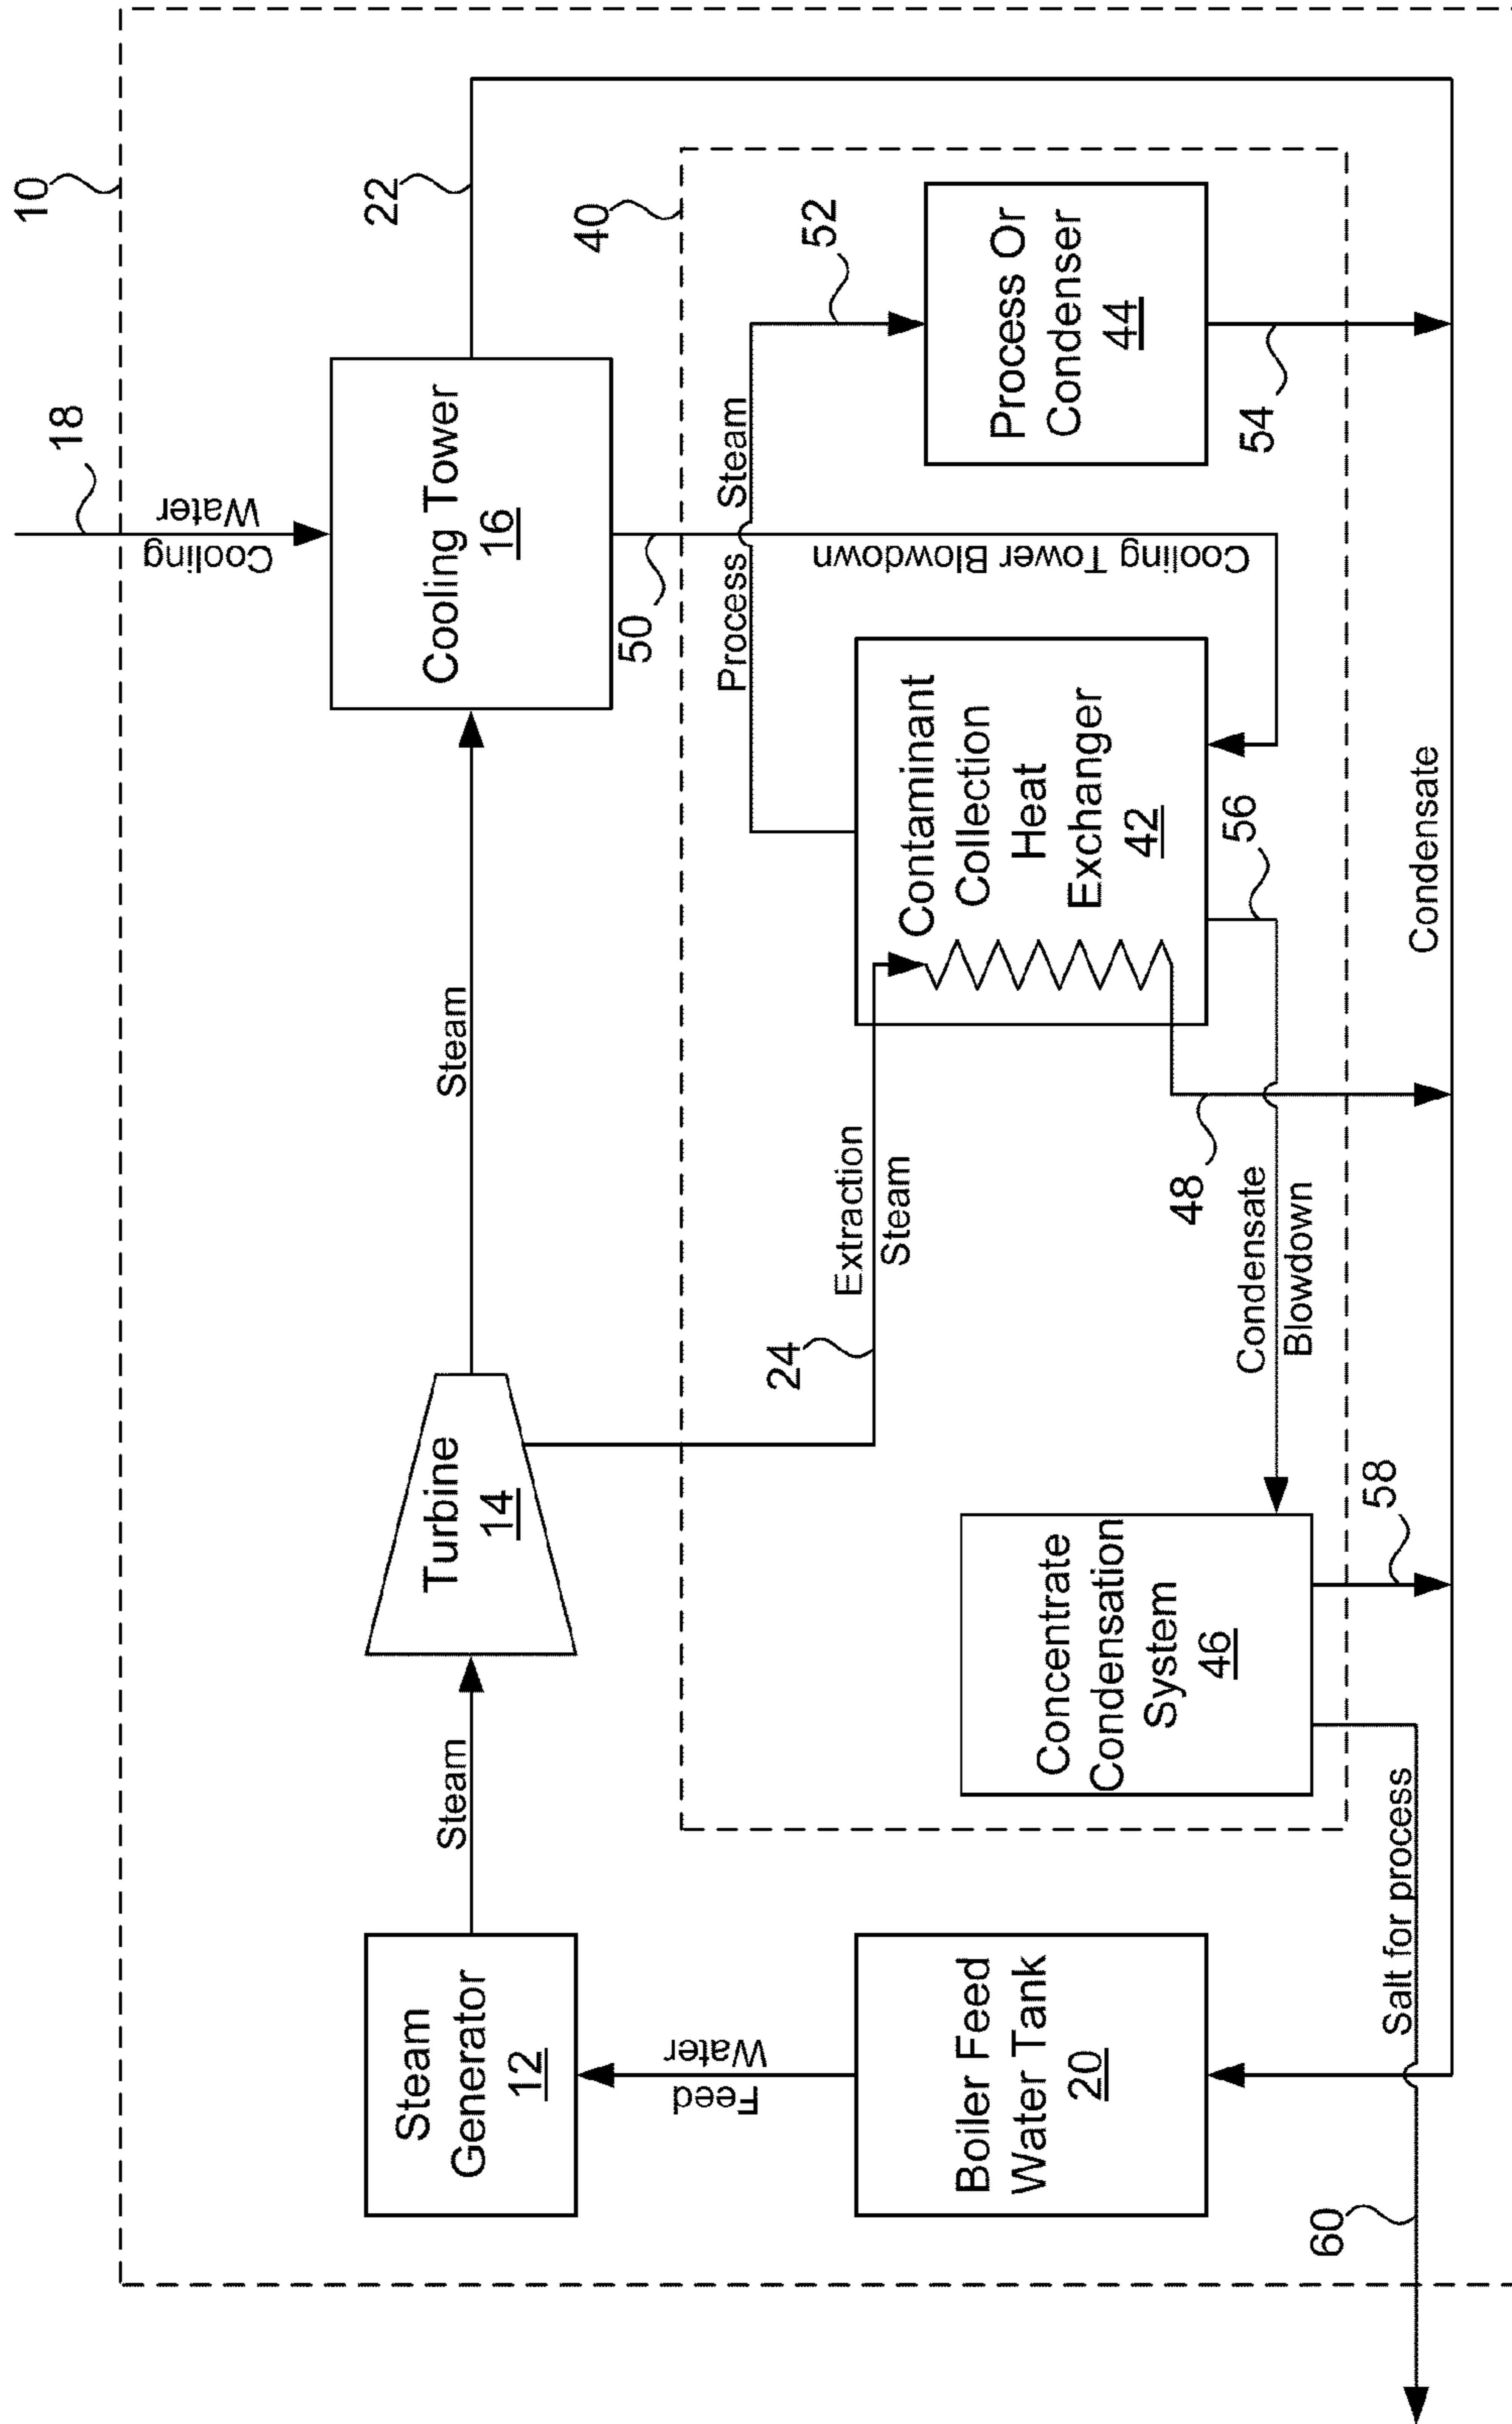 10
18
Cooling
Water
Steam
Generator
12
Steam
Turbine
14
Steam
Cooling Tower
16
22
Feed
Water
50
40
24
Extraction
Steam
Process Steam
52
Boiler Feed
Water Tank
20
Concentrate
Condensation
System
46
Contaminant
Collection
Heat
Exchanger
42
Cooling Tower Blowdown
Process Or
Condenser
44
Condensate
Blowdown
48
56
54
60
Salt for process
58
Condensate